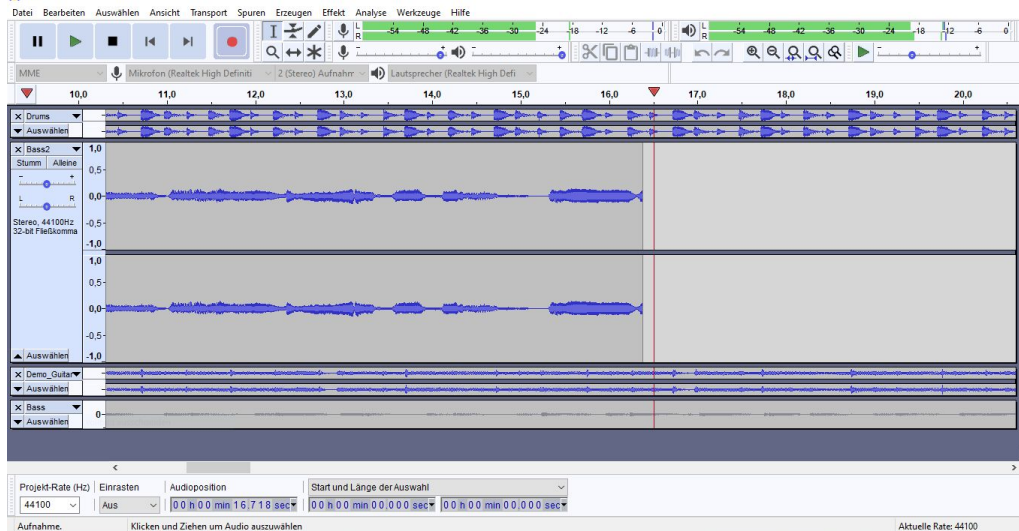 Datei Bearbeiten Auswählen Ansicht Transport Spuren Erzeugen Effekt Analyse Werkzeuge Hilfe
L R -54 -48 -42 -36 -30 -24 -18 -12 -6 0 L R -54 -48 -42 -36 -30 -24 -18 -12 -6 0
- + - +
- +
MME Mikrofon (Realtek High Definiti 2 (Stereo) Aufnahm Lautsprecher (Realtek High Defi
10,0 11,0 12,0 13,0 14,0 15,0 16,0 17,0 18,0 19,0 20,0
Drums
Auswählen
Bass2 1,0
Stumm Alleine
- + 0,5
L R 0,0
Stereo, 44100Hz -0,5
32-bit Fließkomma
-1,0
1,0
0,5
0,0
-0,5
Auswählen -1,0
Demo_Guitar
Auswählen
Bass 0
Auswählen
Projekt-Rate (Hz) Einrasten Audioposition Start und Länge der Auswahl
44100 Aus 00 h 00 min 16,718 sec 00 h 00 min 00,000 sec 00 h 00 min 00,000 sec
Aufnahme. Klicken und Ziehen um Audio auszuwählen Aktuelle Rate: 44100